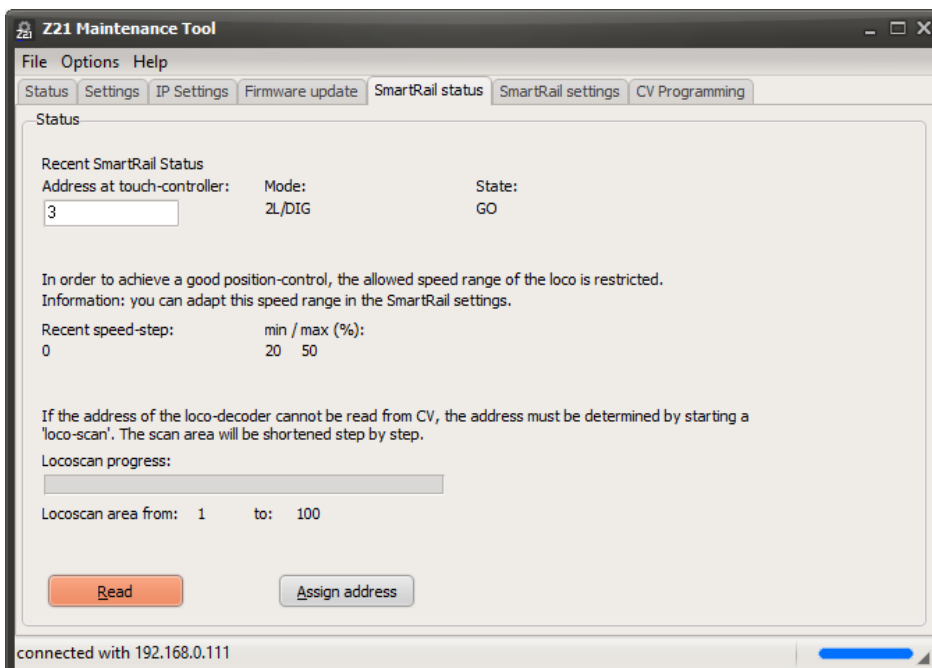 Z21 Maintenance Tool
File Options Help
Status Settings IP Settings Firmware update SmartRail status SmartRail settings CV Programming
Status
Recent SmartRail Status
Address at touch-controller: Mode: State:
3 2L/DIG GO
In order to achieve a good position-control, the allowed speed range of the loco is restricted.
Information: you can adapt this speed range in the SmartRail settings.
Recent speed-step: min / max (%):
0 20 50
If the address of the loco-decoder cannot be read from CV, the address must be determined by starting a
'loco-scan'. The scan area will be shortened step by step.
Locoscan progress:
Locoscan area from: 1 to: 100
Read Assign address
connected with 192.168.0.111